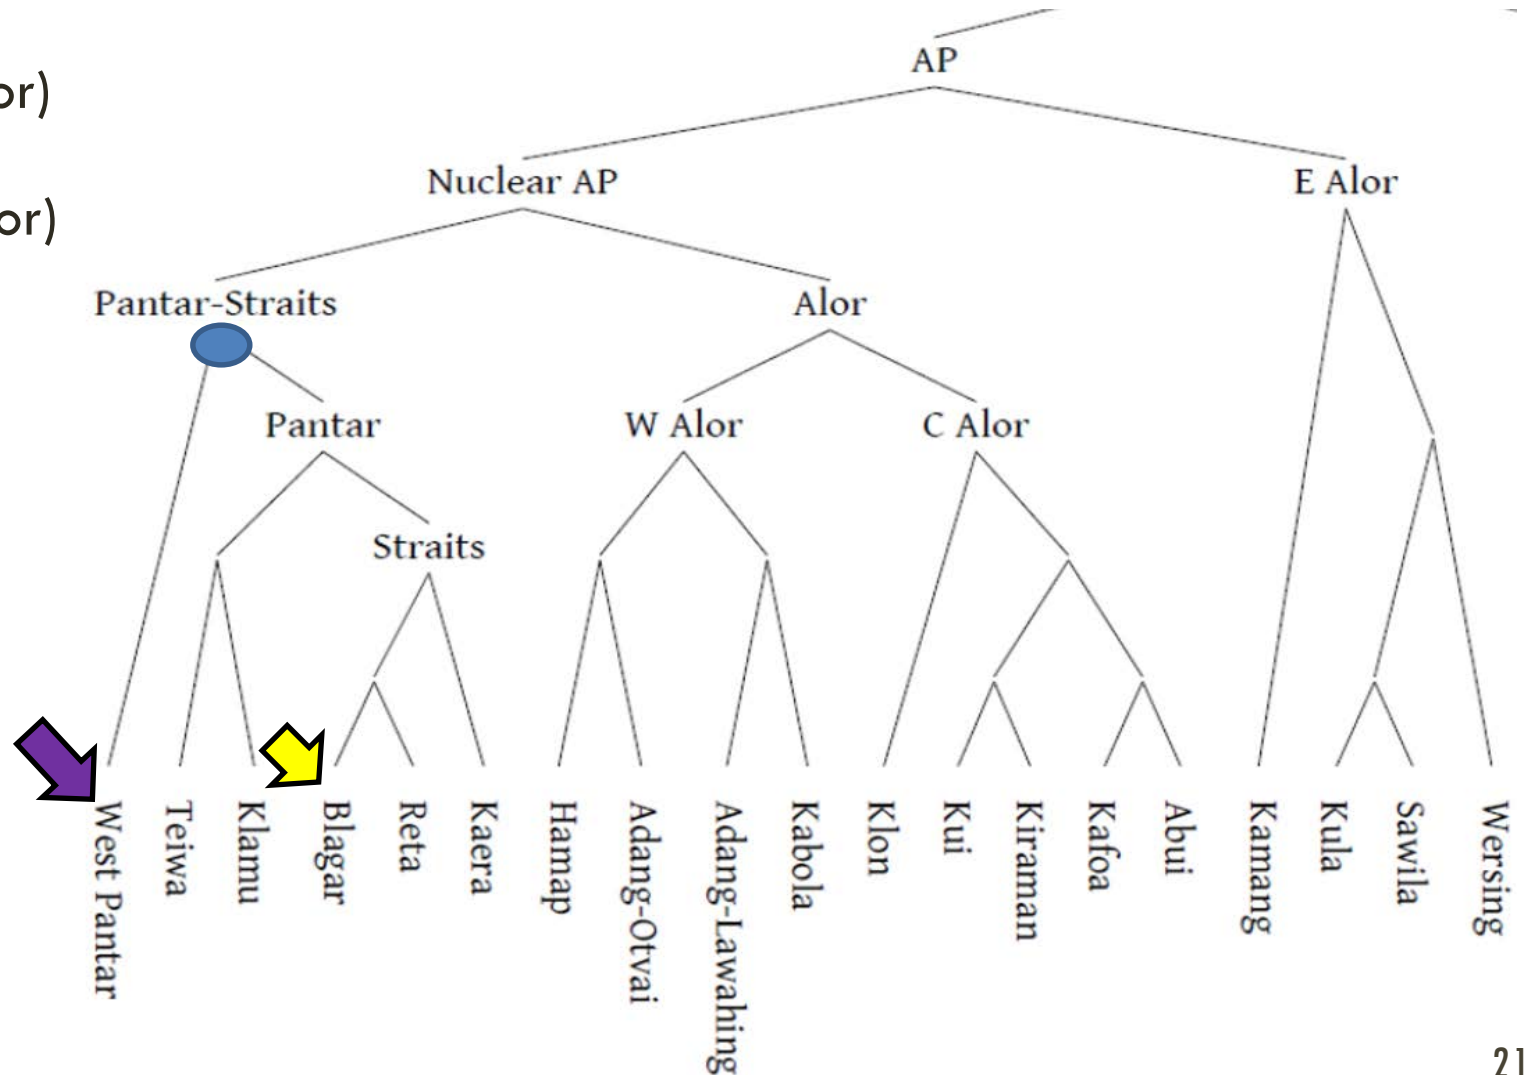 AP
or)
Nuclear AP
E Alor
or)
Pantar-Straits
Alor
Pantar
W Alor
C Alor
Straits
West Pantar
Teiwa
Klamu
Blagar
Reta
Kaera
Hamap
Adang-Otvai
Adang-Lawahing
Kabola
Klon
Kui
Kiraman
Kafoa
Abui
Kamang
Kula
Sawila
Wersing
21